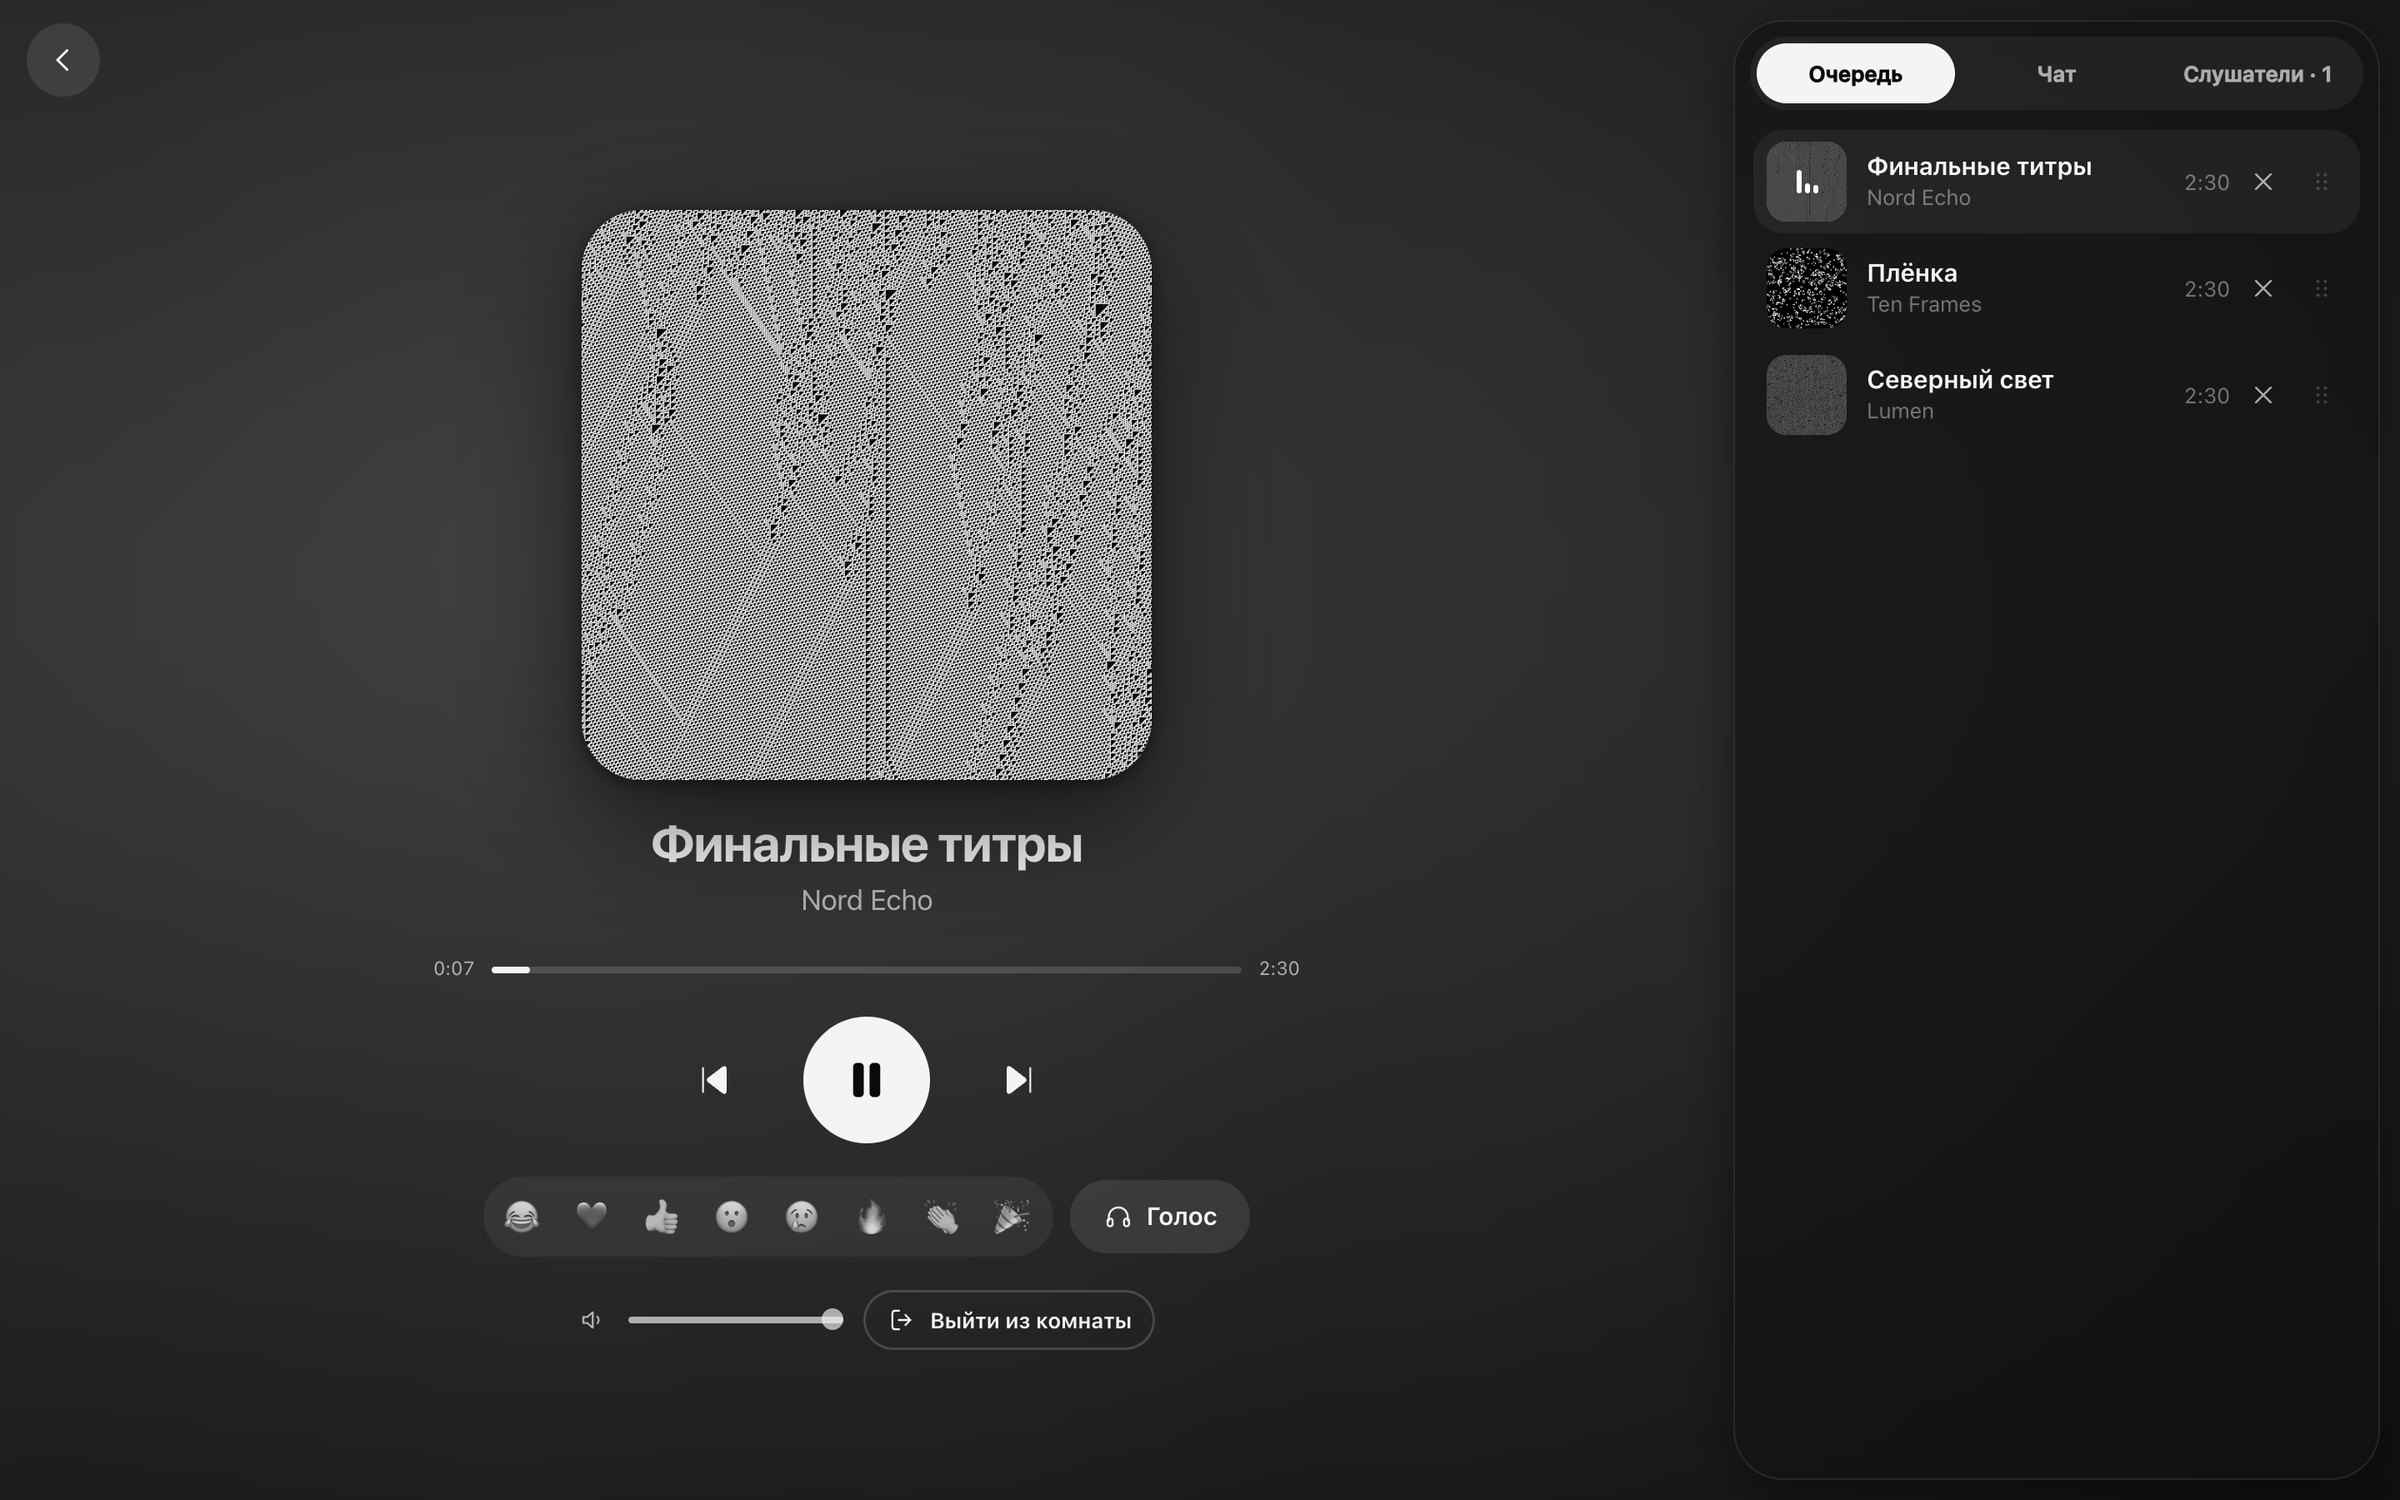 Очередь
Чат
Слушатели · 1
Финальные титры
Nord Echo
2:30
Плёнка
Ten Frames
2:30
Северный свет
Lumen
2:30
Финальные титры
Nord Echo
0:07
2:30
Голос
Выйти из комнаты